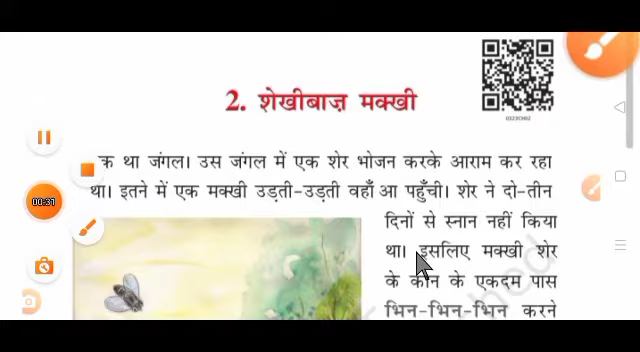 0323CH02
2. शेखीबाज़ मक्खी
क था जंगल। उस जंगल में एक शेर भोजन करके आराम कर रहा
था। इतने में एक मक्खी उड़ती-उड़ती वहाँ आ पहुँची। शेर ने दो-तीन
दिनों से स्नान नहीं किया
था। इसलिए मक्खी शेर
के कान के एकदम पास
भिन-भिन-भिन करने
00:31